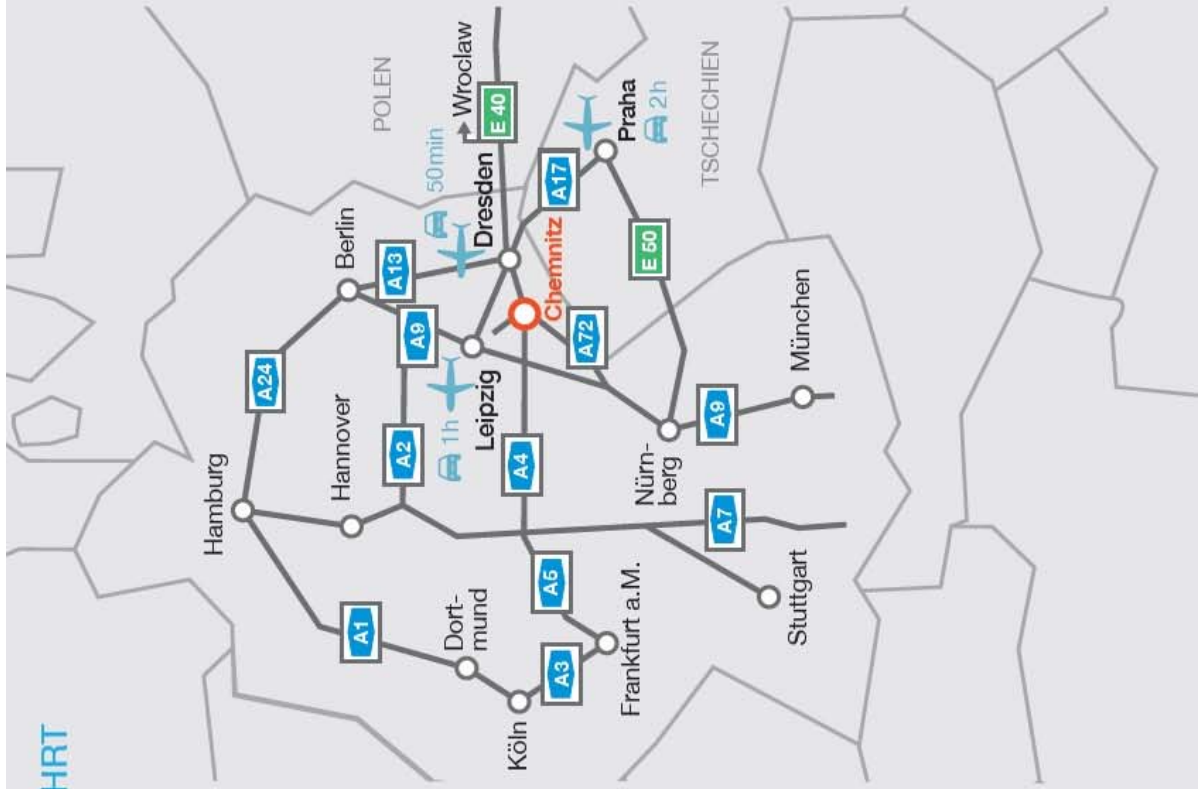 HRT
Hamburg
A24
Berlin
POLEN
Hannover
A1
A13
50min
Wroclaw
E 40
A9
A2
Dort-
mund
1h
Leipzig
Dresden
Köln
A4
Chemnitz
A17
A3
A5
A72
Praha
2h
Frankfurt a.M.
Nürn-
berg
E 50
TSCHECHIEN
A7
A9
Stuttgart
München